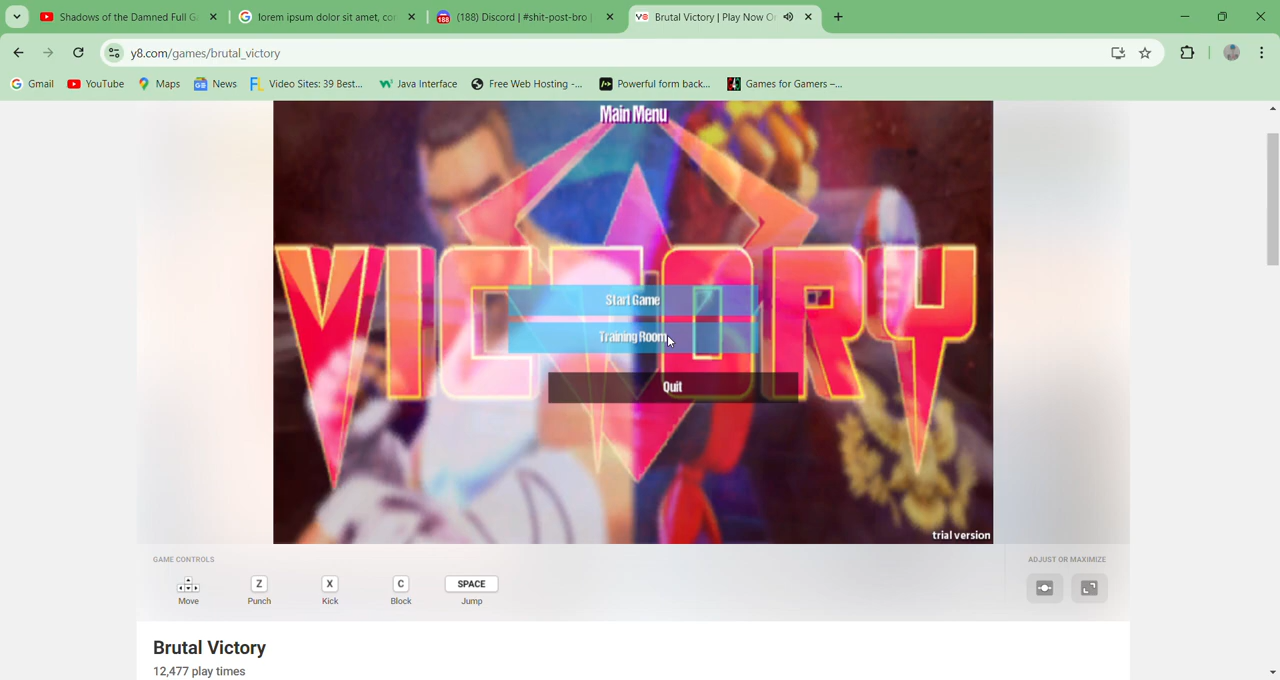 Shadows of the Damned Full Ga
lorem ipsum dolor sit amet, co
(188) Discord | #shit-post-bro |
Brutal Victory | Play Now On
y8.com/games/brutal_victory
Gmail
YouTube
Maps
News
Video Sites: 39 Best...
Java Interface
Free Web Hosting -...
Powerful form back...
Games for Gamers –...
Main Menu
VICTORY
Start Game
Training Room
Quit
trial version
GAME CONTROLS
ADJUST OR MAXIMIZE
Z
X
C
SPACE
Move
Punch
Kick
Block
Jump
Brutal Victory
12,477 play times